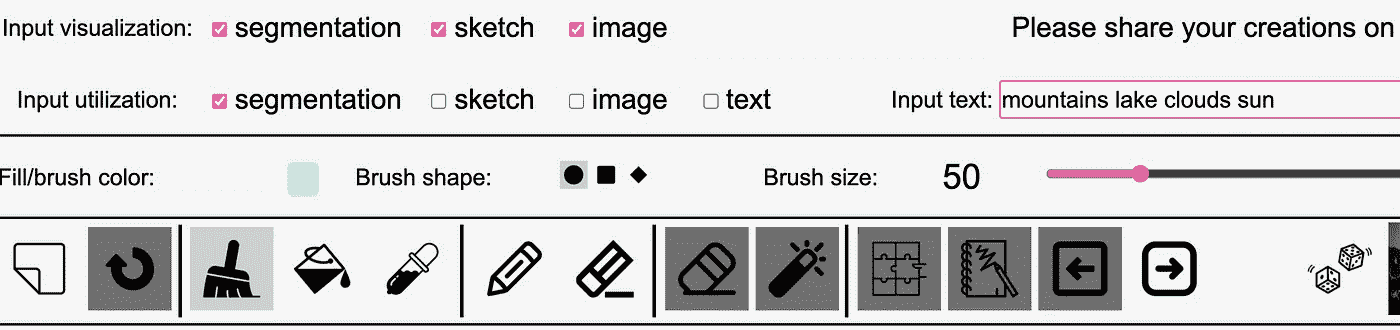 Input visualization: segmentation sketch image Please share your creations on
Input utilization: segmentation sketch image text Input text: mountains lake clouds sun
Fill/brush color: Brush shape: Brush size: 50